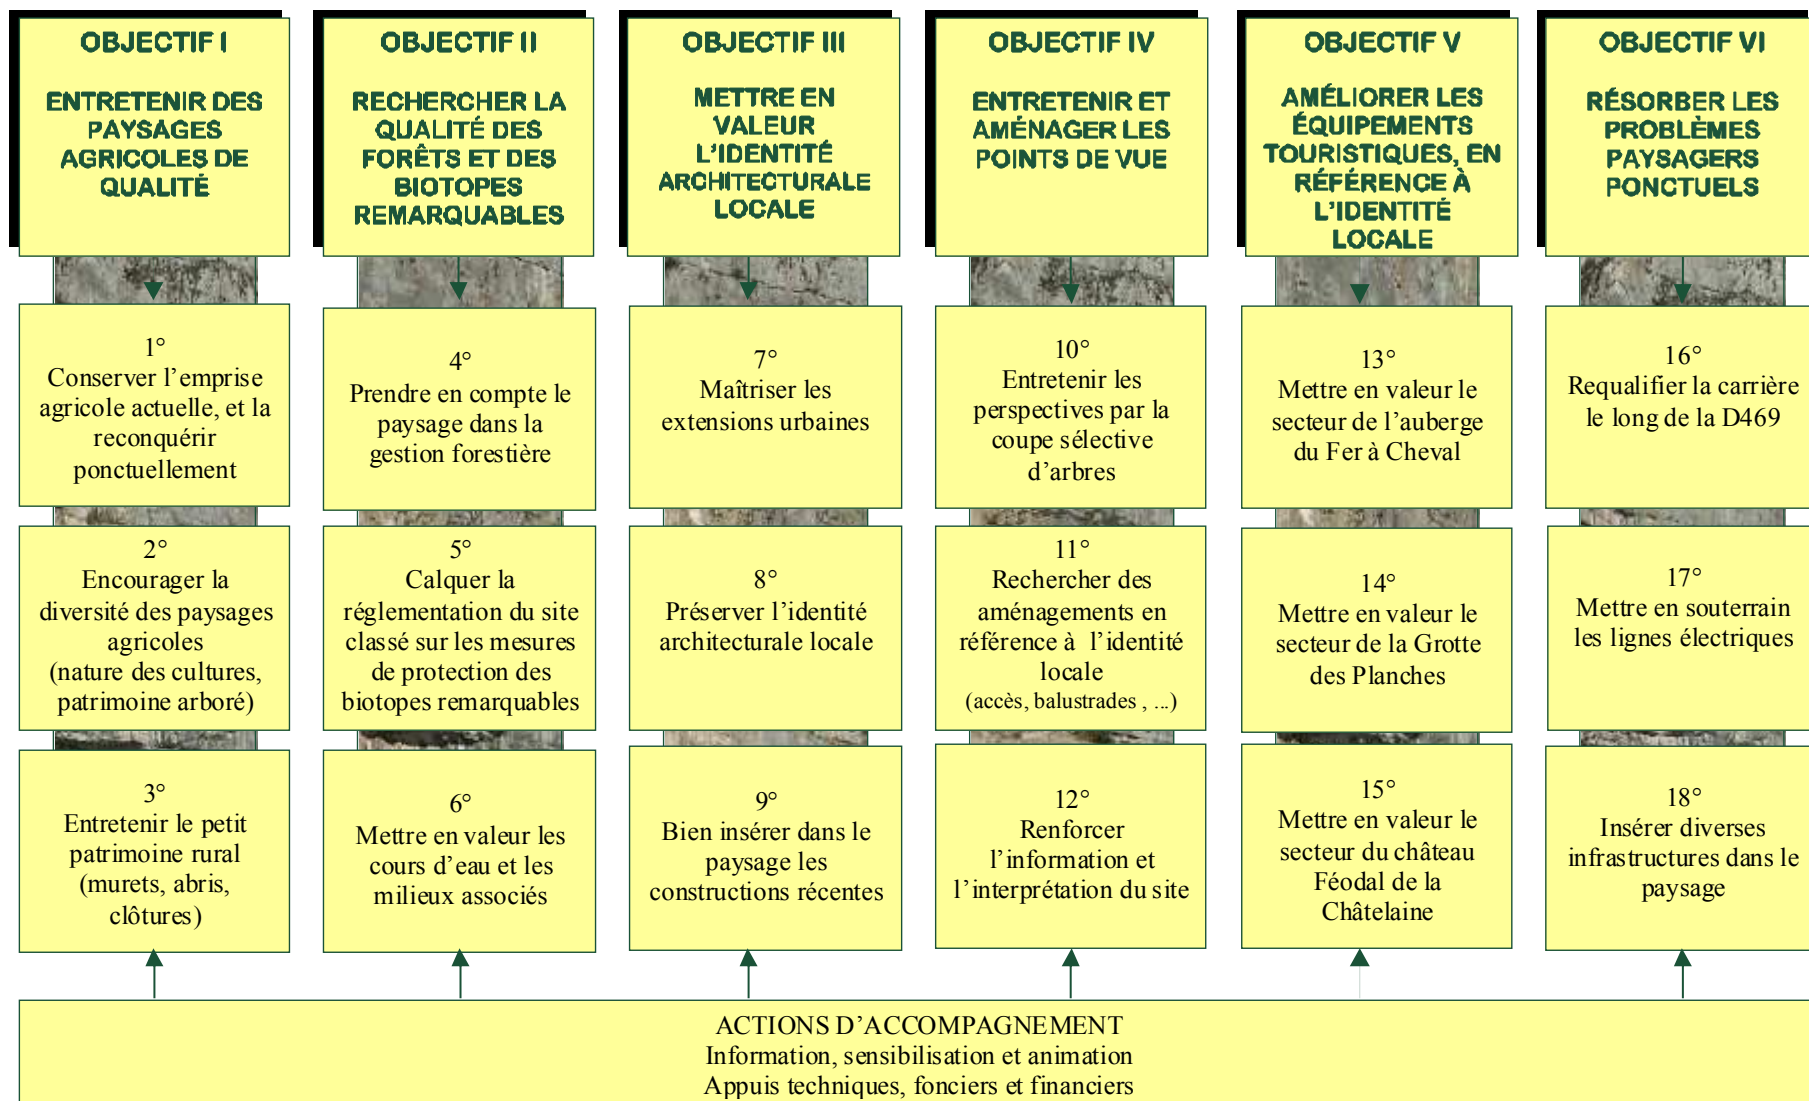 OBJECTIF I
ENTRETENIR DES
PAYSAGES
AGRICOLES DE
QUALITÉ
1°
Conserver l’emprise
agricole actuelle, et la
reconquérir
ponctuellement
2°
Encourager la
diversité des paysages
agricoles
(nature des cultures,
patrimoine arboré)
3°
Entretenir le petit
patrimoine rural
(murets, abris,
clôtures)
OBJECTIF II
RECHERCHER LA
QUALITÉ DES
FORÊTS ET DES
BIOTOPES
REMARQUABLES
4°
Prendre en compte le
paysage dans la
gestion forestière
5°
Calquer la
réglementation du site
classé sur les mesures
de protection des
biotopes remarquables
6°
Mettre en valeur les
cours d’eau et les
milieux associés
OBJECTIF III
METTRE EN
VALEUR
L’IDENTITÉ
ARCHITECTURALE
LOCALE
7°
Maîtriser les
extensions urbaines
8°
Préserver l’identité
architecturale locale
9°
Bien insérer dans le
paysage les
constructions récentes
OBJECTIF IV
ENTRETENIR ET
AMÉNAGER LES
POINTS DE VUE
10°
Entretenir les
perspectives par la
coupe sélective
d’arbres
11°
Rechercher des
aménagements en
référence à l’identité
locale
(accès, balustrades , ...)
12°
Renforcer
l’information et
l’interprétation du site
OBJECTIF V
AMÉLIORER LES
ÉQUIPEMENTS
TOURISTIQUES, EN
RÉFÉRENCE À
L’IDENTITÉ
LOCALE
13°
Mettre en valeur le
secteur de l’auberge
du Fer à Cheval
14°
Mettre en valeur le
secteur de la Grotte
des Planches
15°
Mettre en valeur le
secteur du château
Féodal de la
Châtelaine
OBJECTIF VI
RÉSORBER LES
PROBLÈMES
PAYSAGERS
PONCTUELS
16°
Requalifier la carrière
le long de la D469
17°
Mettre en souterrain
les lignes électriques
18°
Insérer diverses
infrastructures dans le
paysage
ACTIONS D’ACCOMPAGNEMENT
Information, sensibilisation et animation
Appuis techniques, fonciers et financiers